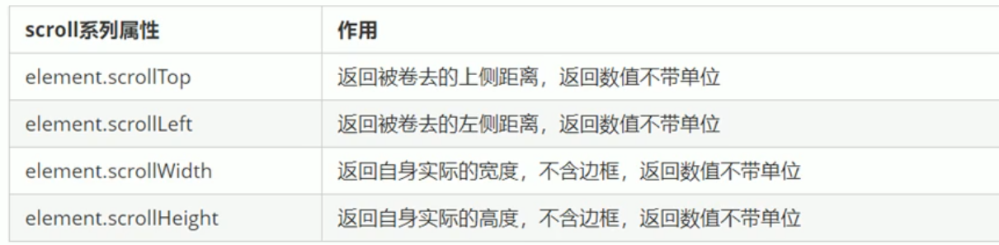 scroll系列属性 作用
element.scrollTop 返回被卷去的上侧距离，返回数值不带单位
element.scrollLeft 返回被卷去的左侧距离，返回数值不带单位
element.scrollWidth 返回自身实际的宽度，不含边框，返回数值不带单位
element.scrollHeight 返回自身实际的高度，不含边框，返回数值不带单位